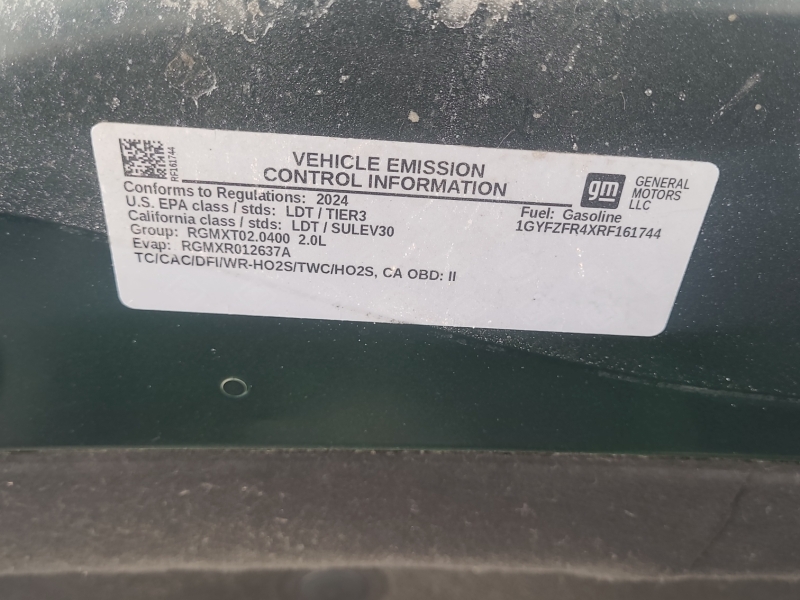 RF161744
VEHICLE EMISSION
CONTROL INFORMATION
gm
GENERAL
MOTORS
LLC
Conforms to Regulations: 2024
U.S. EPA class / stds: LDT / TIER3
California class / stds: LDT / SULEV30
Group: RGMXT02.0400 2.0L
Evap: RGMXR012637A
TC/CAC/DFI/WR-HO2S/TWC/HO2S, CA OBD: II
Fuel: Gasoline
1GYFZFR4XRF161744